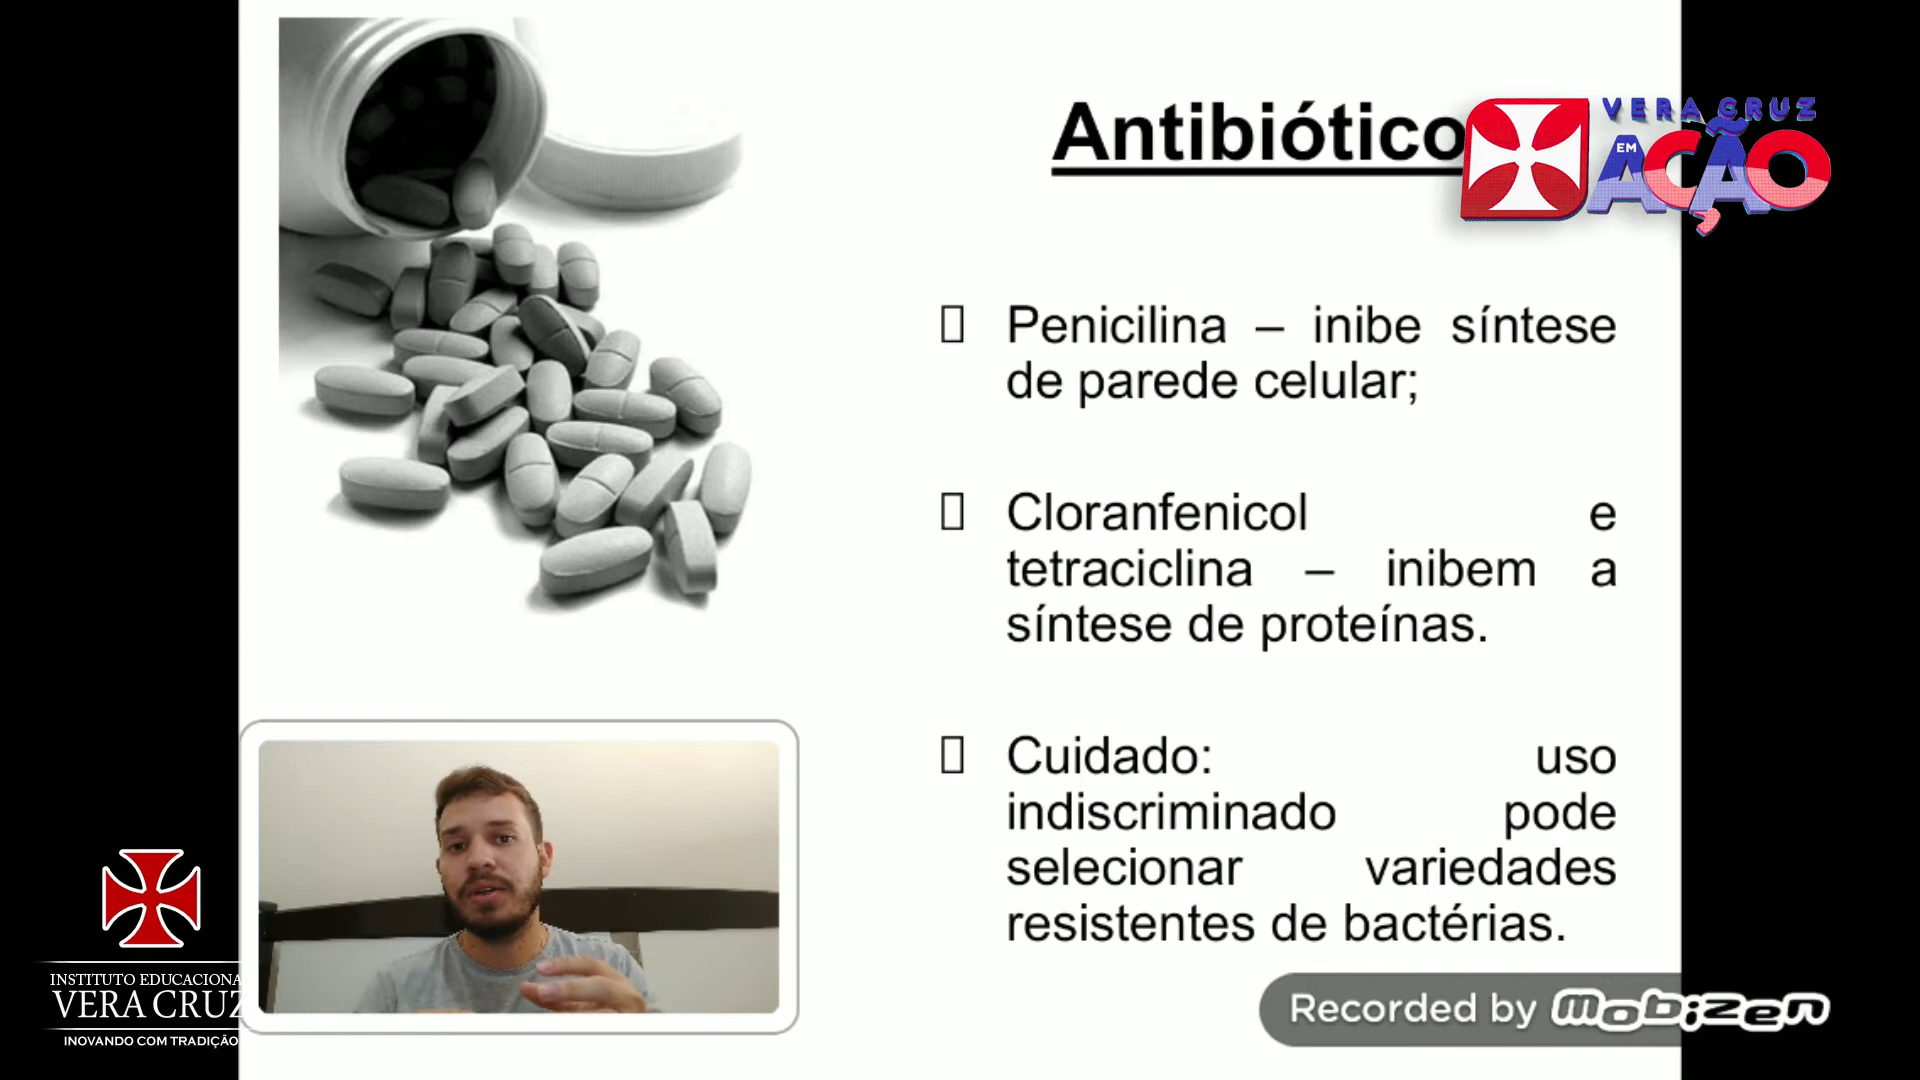 Antibiótico
VERA CRUZ
EM
AÇÃO
Penicilina – inibe síntese
de parede celular;
Cloranfenicol e
tetraciclina – inibem a
síntese de proteínas.
Cuidado: uso
indiscriminado pode
selecionar variedades
resistentes de bactérias.
INSTITUTO EDUCACIONA
VERA CRUZ
INOVANDO COM TRADIÇÃO
Recorded by mobizen